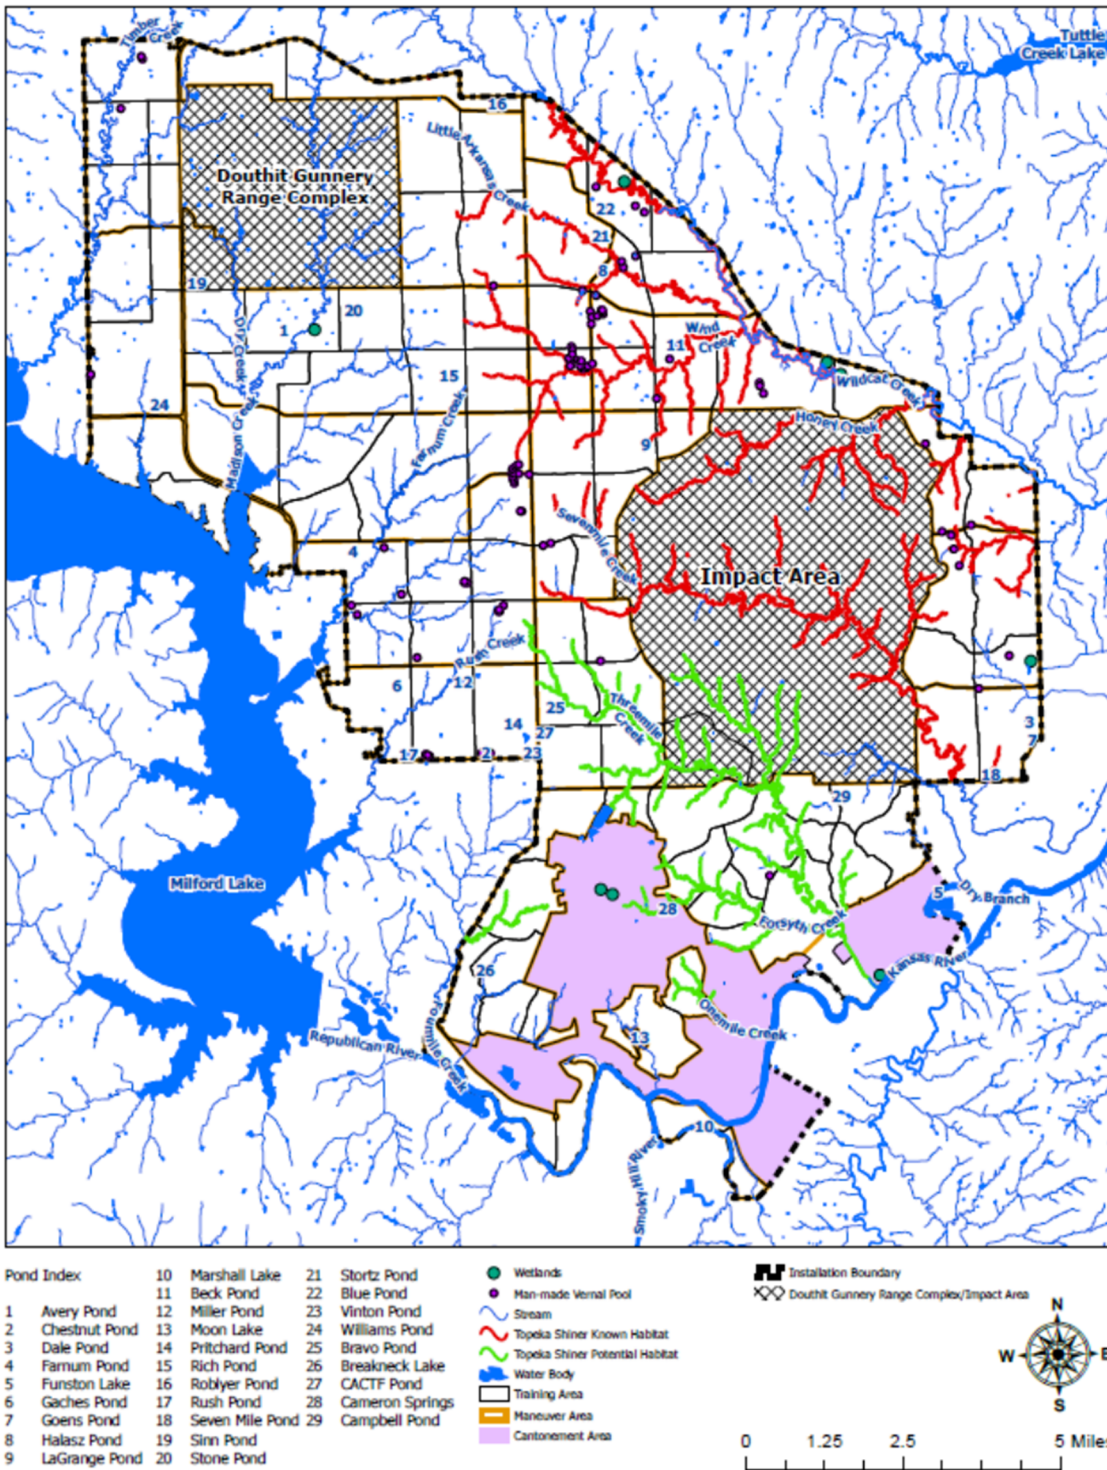 Timber
Creek
Tuttle
Creek Lake
16
Little Arkansas Creek
Douthit Gunnery
Range Complex
22
21
8
19
20
1
Wind
Creek
11
Dry Creek
15
Wildcat Creek
24
Honey Creek
Madison Creek
Farnum Creek
9
Sevenmile Creek
4
Impact Area
Rush Creek
6
12
25
Threemile
Creek
14
27
3
7
17
2
23
18
29
Milford Lake
5
Dry Branch
28
Forsyth Creek
26
Kansas River
Onemile Creek
Fourmile Creek
Republican River
13
10
Smoky Hill River
Pond Index
1 Avery Pond
2 Chestnut Pond
3 Dale Pond
4 Farnum Pond
5 Funston Lake
6 Gaches Pond
7 Goens Pond
8 Halasz Pond
9 LaGrange Pond
10 Marshall Lake
11 Beck Pond
12 Miller Pond
13 Moon Lake
14 Pritchard Pond
15 Rich Pond
16 Roblyer Pond
17 Rush Pond
18 Seven Mile Pond
19 Sinn Pond
20 Stone Pond
21 Stortz Pond
22 Blue Pond
23 Vinton Pond
24 Williams Pond
25 Bravo Pond
26 Breakneck Lake
27 CACTF Pond
28 Cameron Springs
29 Campbell Pond
Wetlands
Man-made Vernal Pool
Stream
Topeka Shiner Known Habitat
Topeka Shiner Potential Habitat
Water Body
Training Area
Maneuver Area
Cantonement Area
Installation Boundary
Douthit Gunnery Range Complex/Impact Area
N
W E
S
0 1.25 2.5 5 Miles